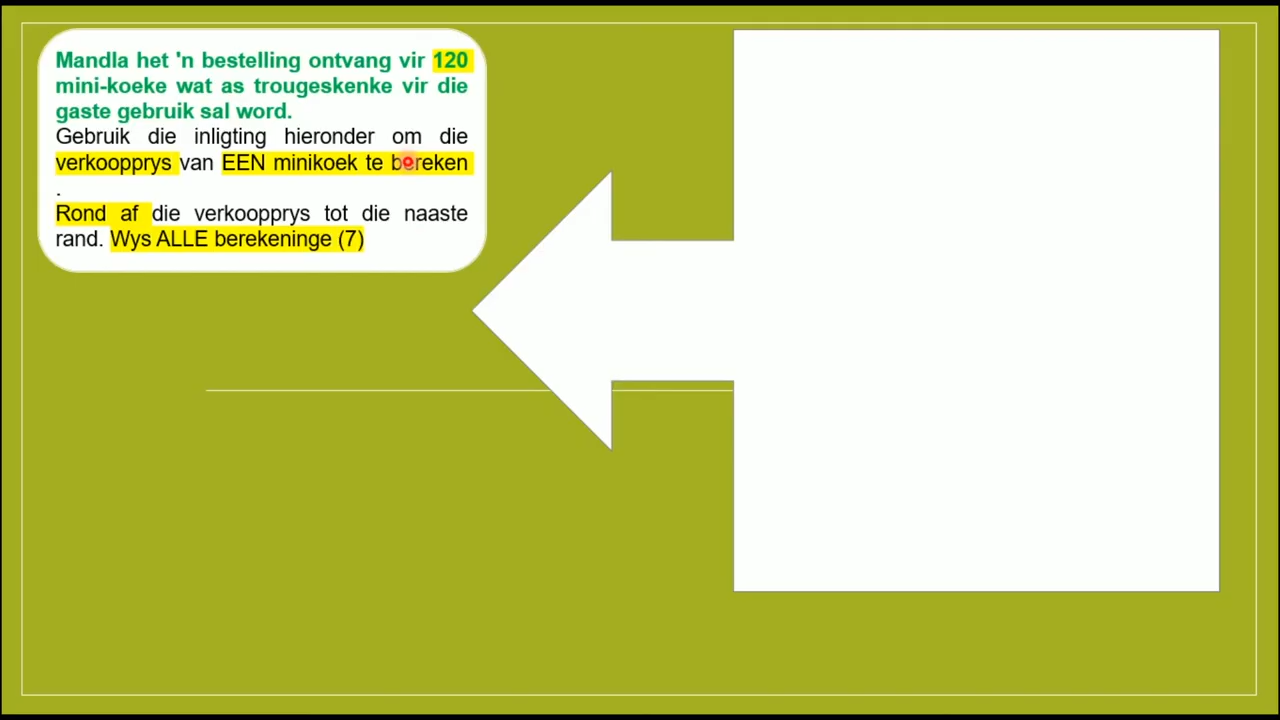 Mandla het 'n bestelling ontvang vir 120
mini-koeke wat as trougeskenke vir die
gaste gebruik sal word.
Gebruik die inligting hieronder om die
verkoopprys van EEN minikoek te bereken
.
Rond af die verkoopprys tot die naaste
rand. Wys ALLE berekeninge (7)